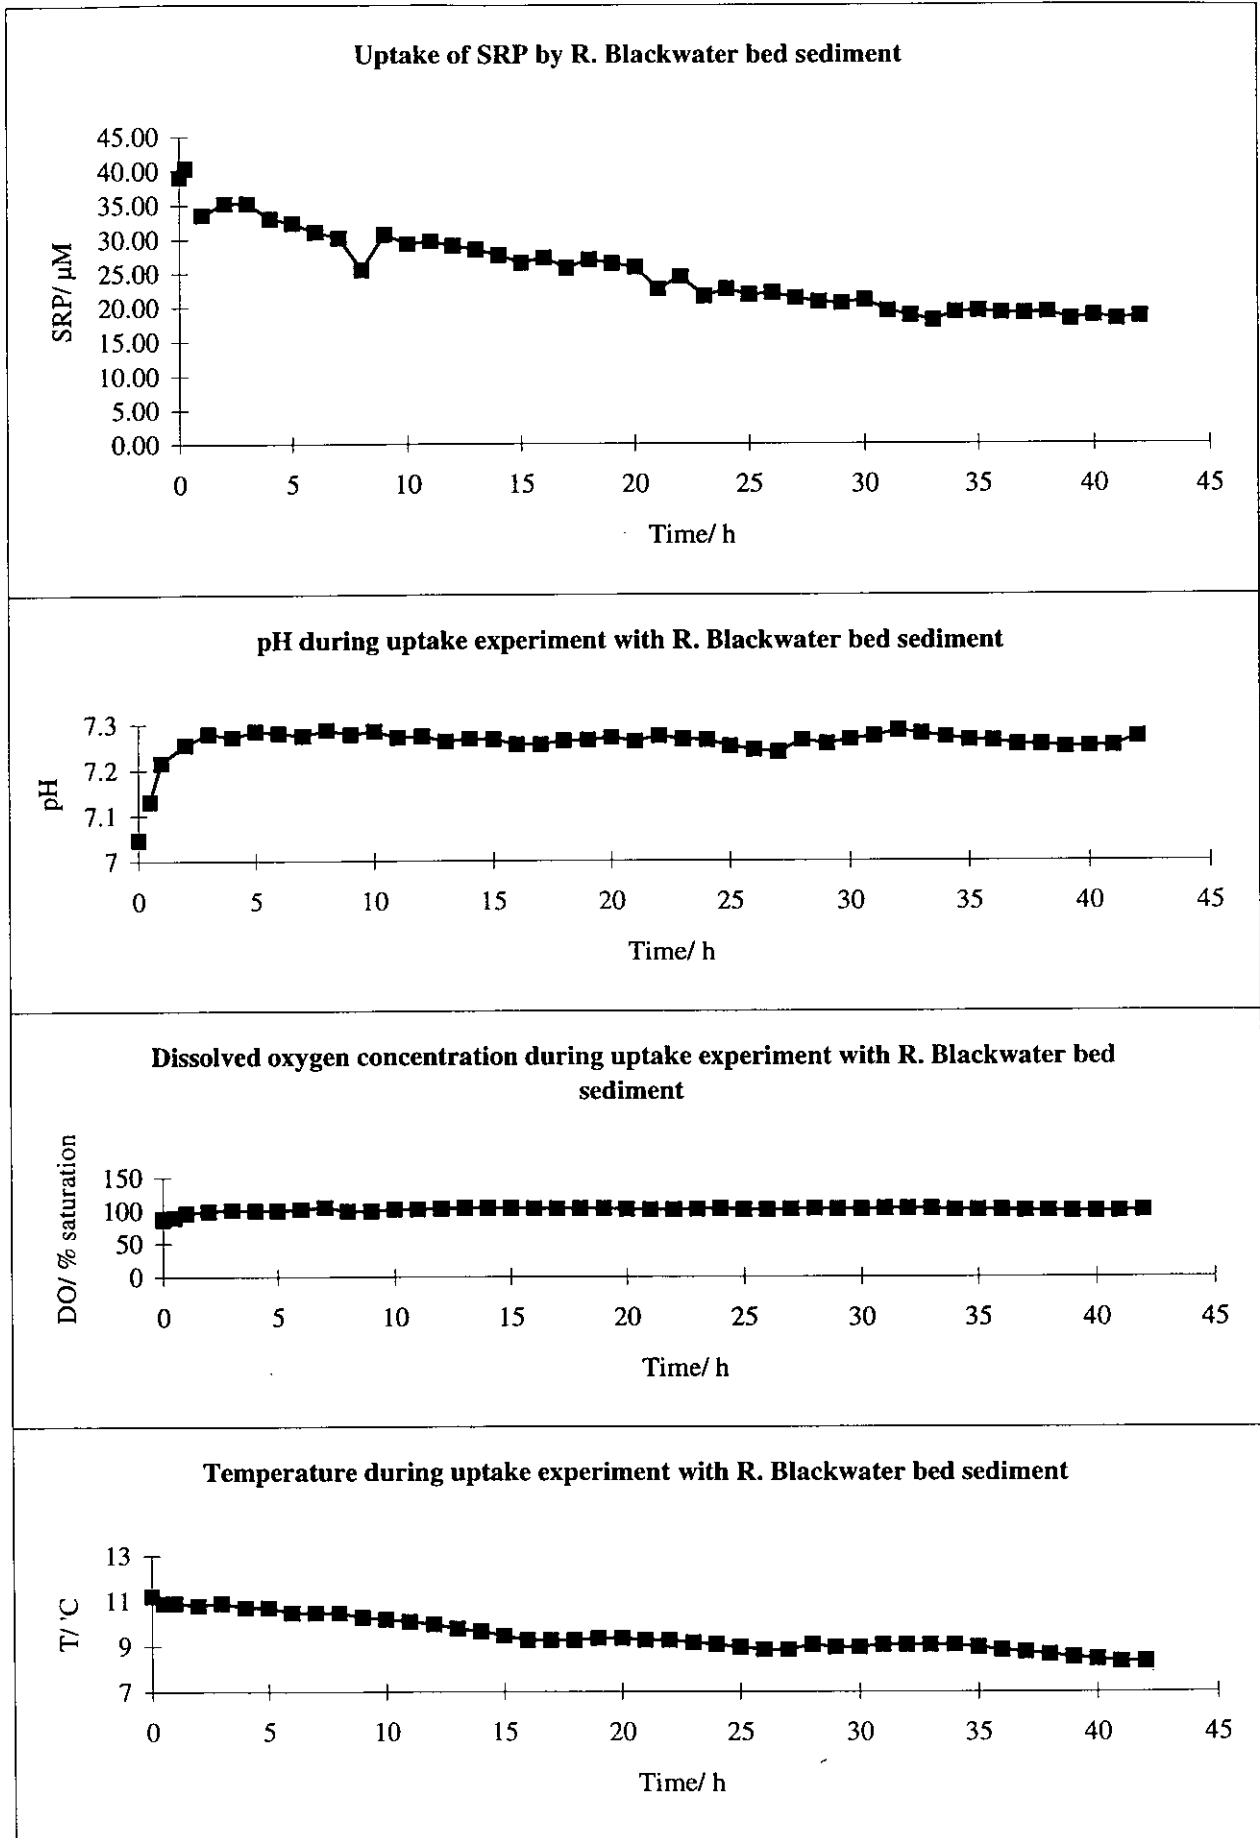 Uptake of SRP by R. Blackwater bed sediment
45.00
40.00
35.00
30.00
25.00
20.00
15.00
10.00
5.00
0.00
SRP/ µM
0 5 10 15 20 25 30 35 40 45
Time/ h
pH during uptake experiment with R. Blackwater bed sediment
7.3
7.2
7.1
7
pH
0 5 10 15 20 25 30 35 40 45
Time/ h
Dissolved oxygen concentration during uptake experiment with R. Blackwater bed
sediment
150
100
50
0
DO/ % saturation
0 5 10 15 20 25 30 35 40 45
Time/ h
Temperature during uptake experiment with R. Blackwater bed sediment
13
11
9
7
T/ 'C
0 5 10 15 20 25 30 35 40 45
Time/ h